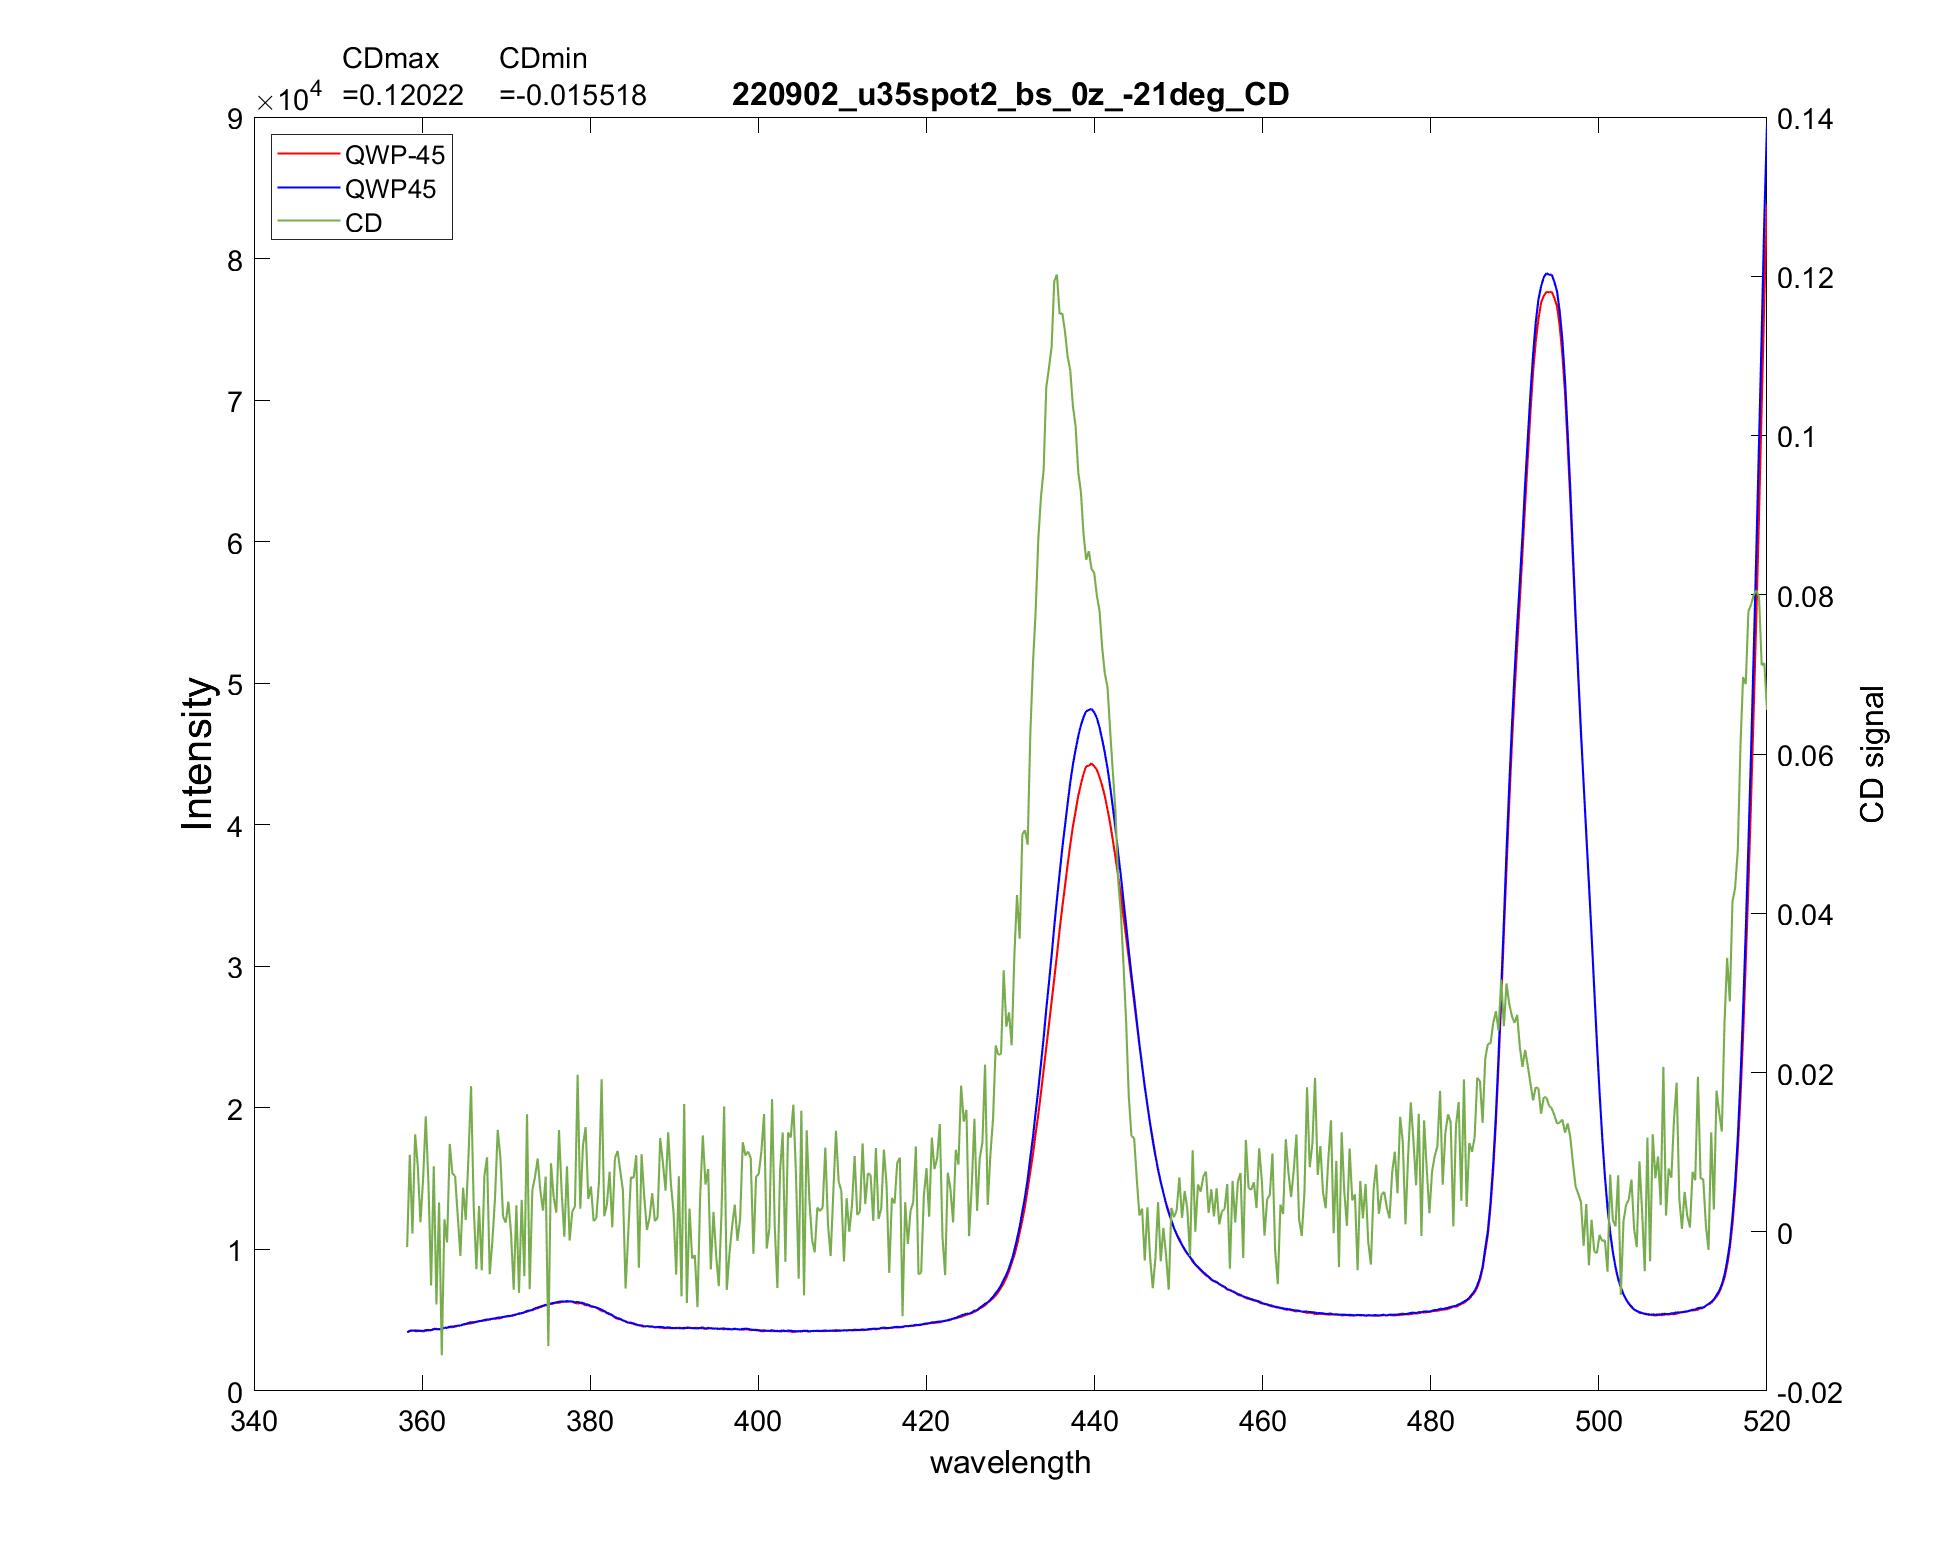 CDmax CDmin
=0.12022 =-0.015518
220902_u35spot2_bs_0z_-21deg_CD
×10^4
9
8
7
6
5
4
3
2
1
0
Intensity
QWP-45
QWP45
CD
0.14
0.12
0.1
0.08
0.06
0.04
0.02
0
-0.02
CD signal
340 360 380 400 420 440 460 480 500 520
wavelength